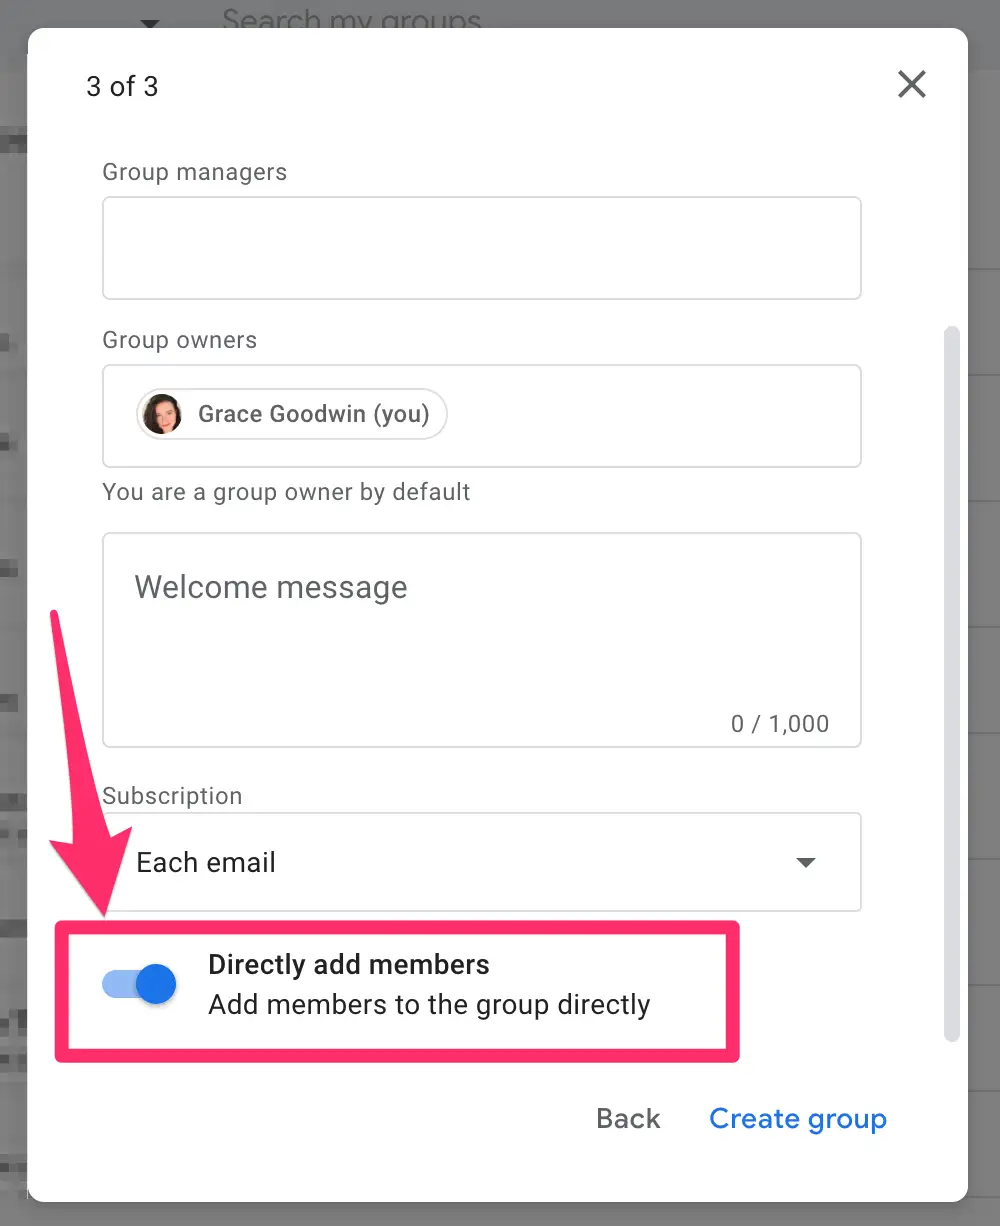 Search my groups
3 of 3
Group managers
Group owners
Grace Goodwin (you)
You are a group owner by default
Welcome message
0 / 1,000
Subscription
Each email
Directly add members
Add members to the group directly
Back
Create group